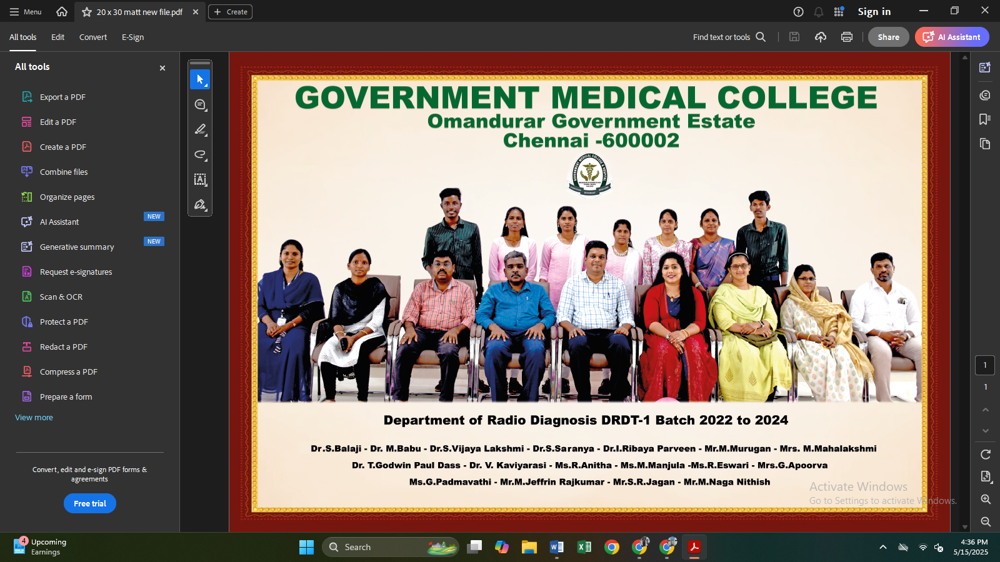 Menu
20 x 30 matt new file.pdf
Create
Sign in
All tools
Edit
Convert
E-Sign
Find text or tools
Share
AI Assistant
All tools
Export a PDF
Edit a PDF
Create a PDF
Combine files
Organize pages
AI Assistant
NEW
Generative summary
NEW
Request e-signatures
Scan & OCR
Protect a PDF
Redact a PDF
Compress a PDF
Prepare a form
View more
Convert, edit and e-sign PDF forms &
agreements
Free trial
GOVERNMENT MEDICAL COLLEGE
Omandurar Government Estate
Chennai -600002
GOVERNMENT MEDICAL COLLEGE & HOSPITAL
Department of Radio Diagnosis DRDT-1 Batch 2022 to 2024
Dr.S.Balaji - Dr. M.Babu - Dr.S.Vijaya Lakshmi - Dr.S.Saranya - Dr.I.Ribaya Parveen - Mr.M.Murugan - Mrs. M.Mahalakshmi
Dr. T.Godwin Paul Dass - Dr. V. Kaviyarasi - Ms.R.Anitha - Ms.M.Manjula -Ms.R.Eswari - Mrs.G.Apoorva
Ms.G.Padmavathi - Mr.M.Jeffrin Rajkumar - Mr.S.R.Jagan - Mr.M.Naga Nithish
Activate Windows
Go to Settings to activate Windows.
1
1
4
Upcoming
Earnings
Search
4:36 PM
5/15/2025